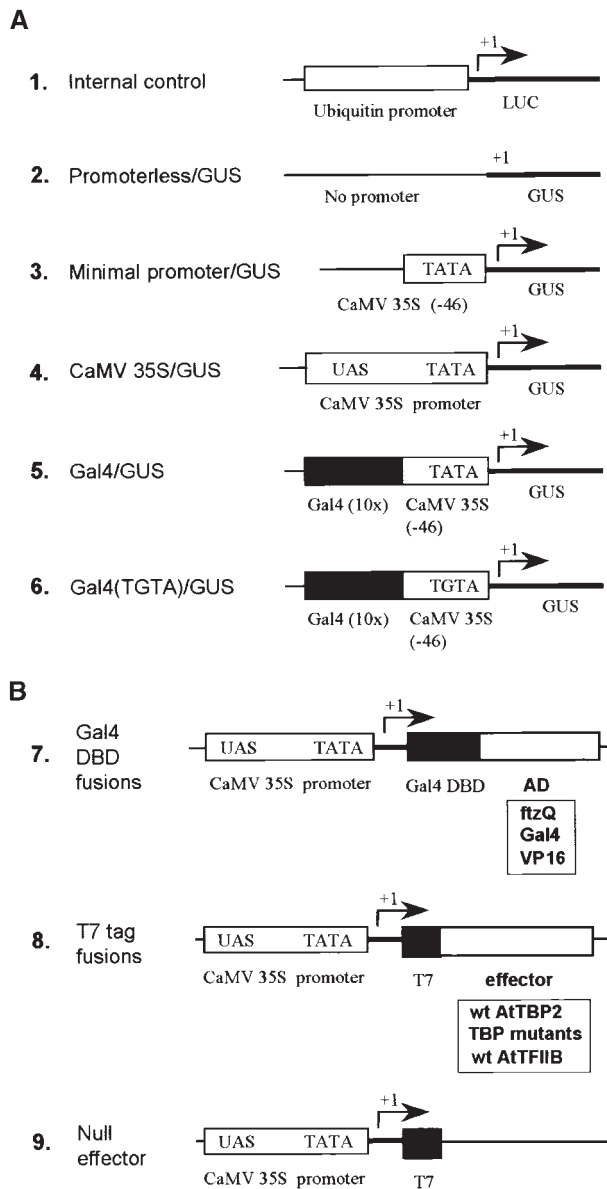 A
+1
1. Internal control
Ubiquitin promoter
LUC
+1
2. Promoterless/GUS
No promoter
GUS
+1
3. Minimal promoter/GUS
TATA
CaMV 35S (-46)
GUS
+1
4. CaMV 35S/GUS
UAS TATA
CaMV 35S promoter
GUS
+1
5. Gal4/GUS
TATA
Gal4 (10x) CaMV 35S
(-46)
GUS
+1
6. Gal4(TGTA)/GUS
TGTA
Gal4 (10x) CaMV 35S
(-46)
GUS
B
7. Gal4
DBD
fusions
+1
UAS TATA
CaMV 35S promoter
Gal4 DBD
AD
ftzQ
Gal4
VP16
8. T7 tag
fusions
+1
UAS TATA
CaMV 35S promoter
T7
effector
wt AtTBP2
TBP mutants
wt AtTFIIB
9. Null
effector
+1
UAS TATA
CaMV 35S promoter
T7